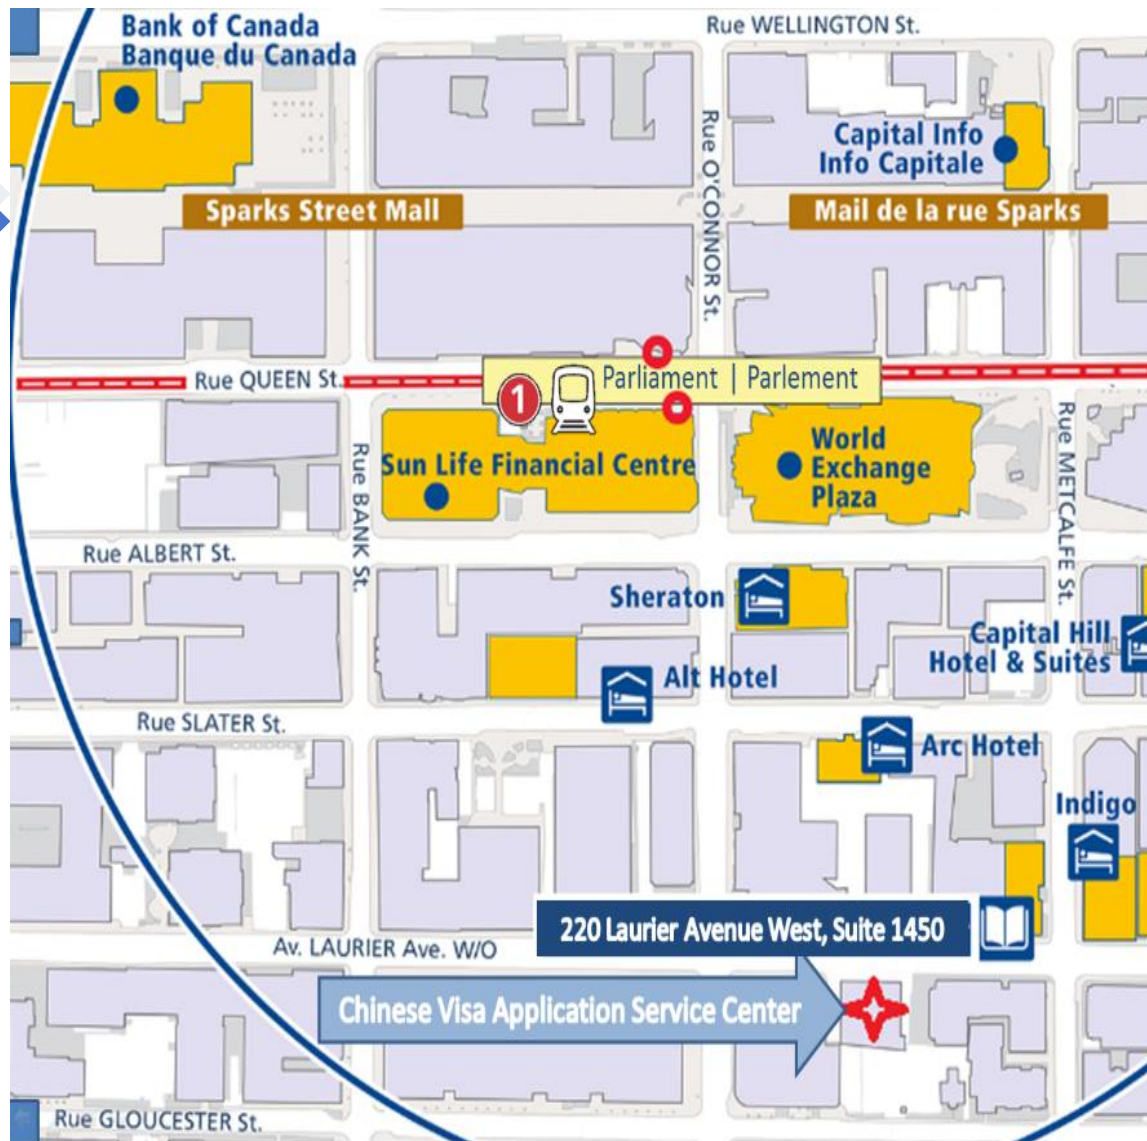 Bank of Canada
Banque du Canada
Rue WELLINGTON St.
Rue O'CONNOR St.
Capital Info
Info Capitale
Sparks Street Mall
Mail de la rue Sparks
Rue QUEEN St.
1
Parliament | Parlement
Rue BANK St.
Sun Life Financial Centre
World
Exchange
Plaza
Rue METCALFE St.
Rue ALBERT St.
Sheraton
Capital Hill
Hotel & Suites
Alt Hotel
Rue SLATER St.
Arc Hotel
Indigo
220 Laurier Avenue West, Suite 1450
Av. LAURIER Ave. W/O
Chinese Visa Application Service Center
Rue GLOUCESTER St.